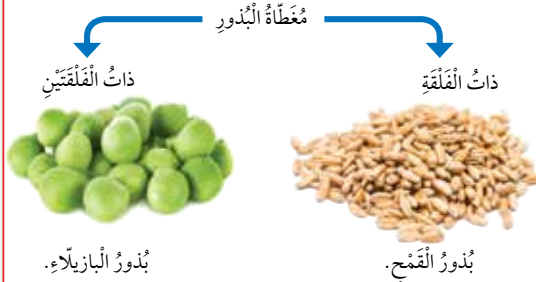 مُغَطّاةُ الْبُذورِ
ذاتُ الْفَلْقَةِ
ذاتُ الْفَلْقَتَيْنِ
بُذورُ الْقَمْحِ.
بُذورُ الْبازيلّاءِ.